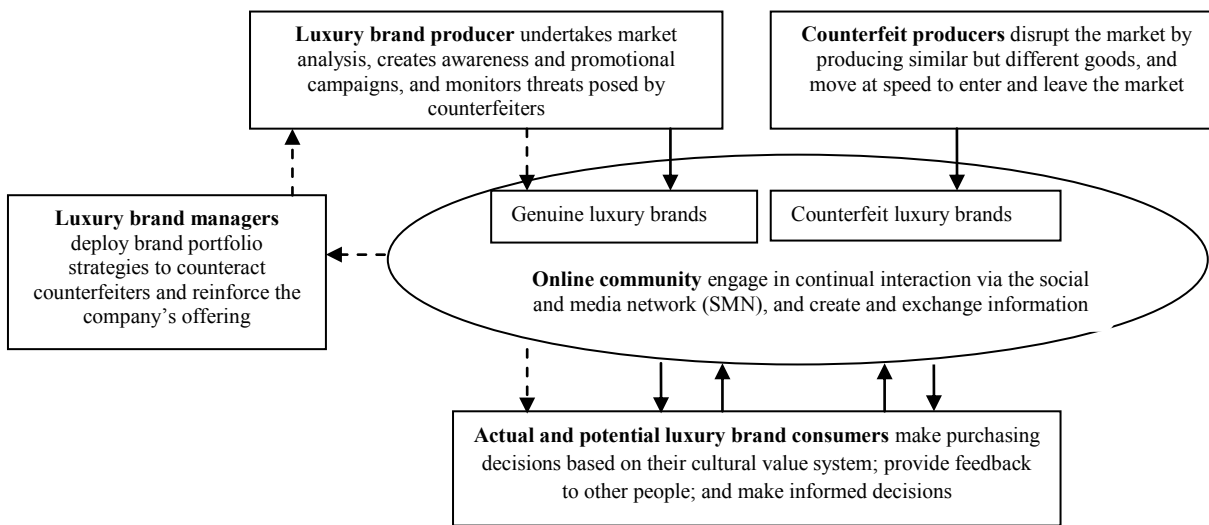 Luxury brand producer undertakes market
analysis, creates awareness and promotional
campaigns, and monitors threats posed by
counterfeiters
Counterfeit producers disrupt the market by
producing similar but different goods, and
move at speed to enter and leave the market
Luxury brand managers
deploy brand portfolio
strategies to counteract
counterfeiters and reinforce the
company’s offering
Genuine luxury brands
Counterfeit luxury brands
Online community engage in continual interaction via the social
and media network (SMN), and create and exchange information
Actual and potential luxury brand consumers make purchasing
decisions based on their cultural value system; provide feedback
to other people; and make informed decisions